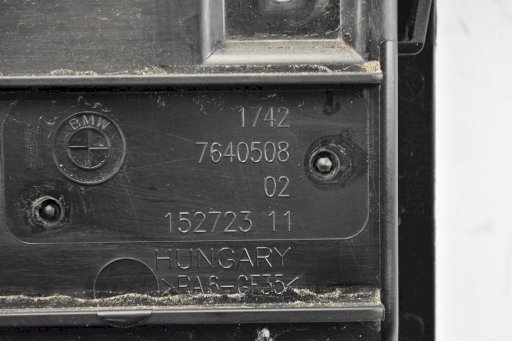 BMW
1742
7640508
02
152723 11
HUNGARY
>PA6-GF35<